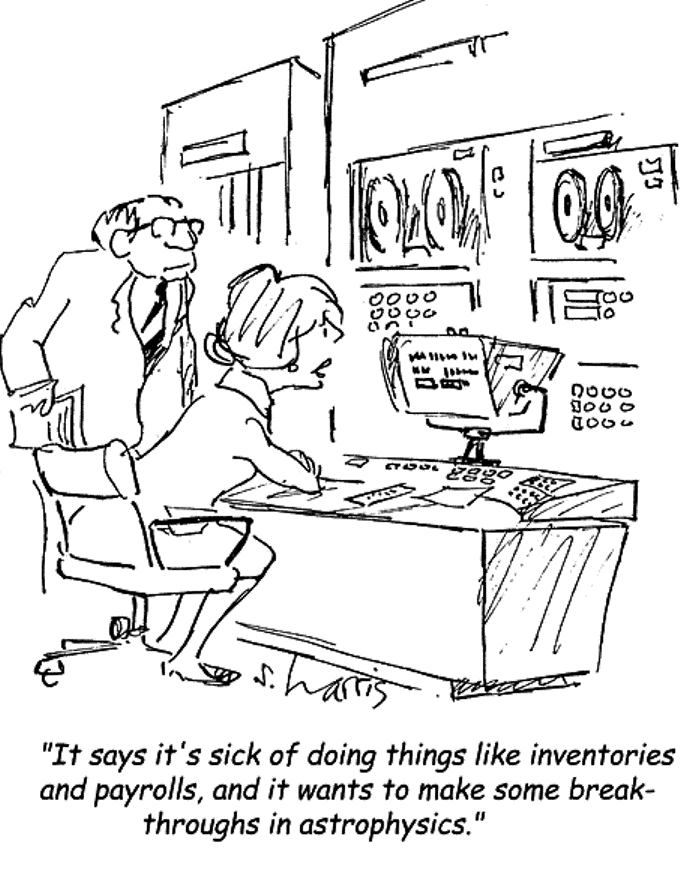 s. harris
"It says it's sick of doing things like inventories
and payrolls, and it wants to make some break-
throughs in astrophysics."